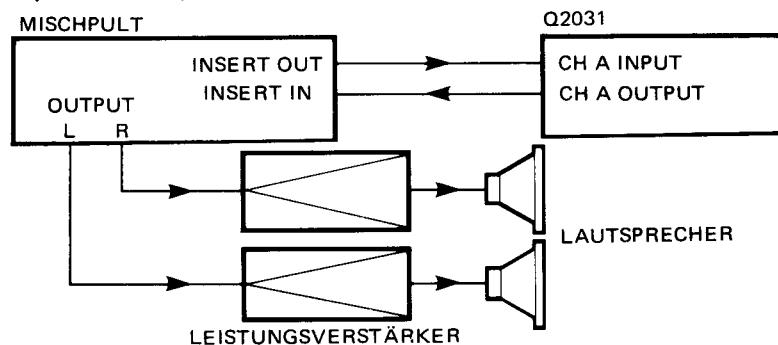 MISCHPULT
Q2031
INSERT OUT
INSERT IN
CH A INPUT
CH A OUTPUT
OUTPUT
L R
LAUTSPRECHER
LEISTUNGSVERSTÄRKER